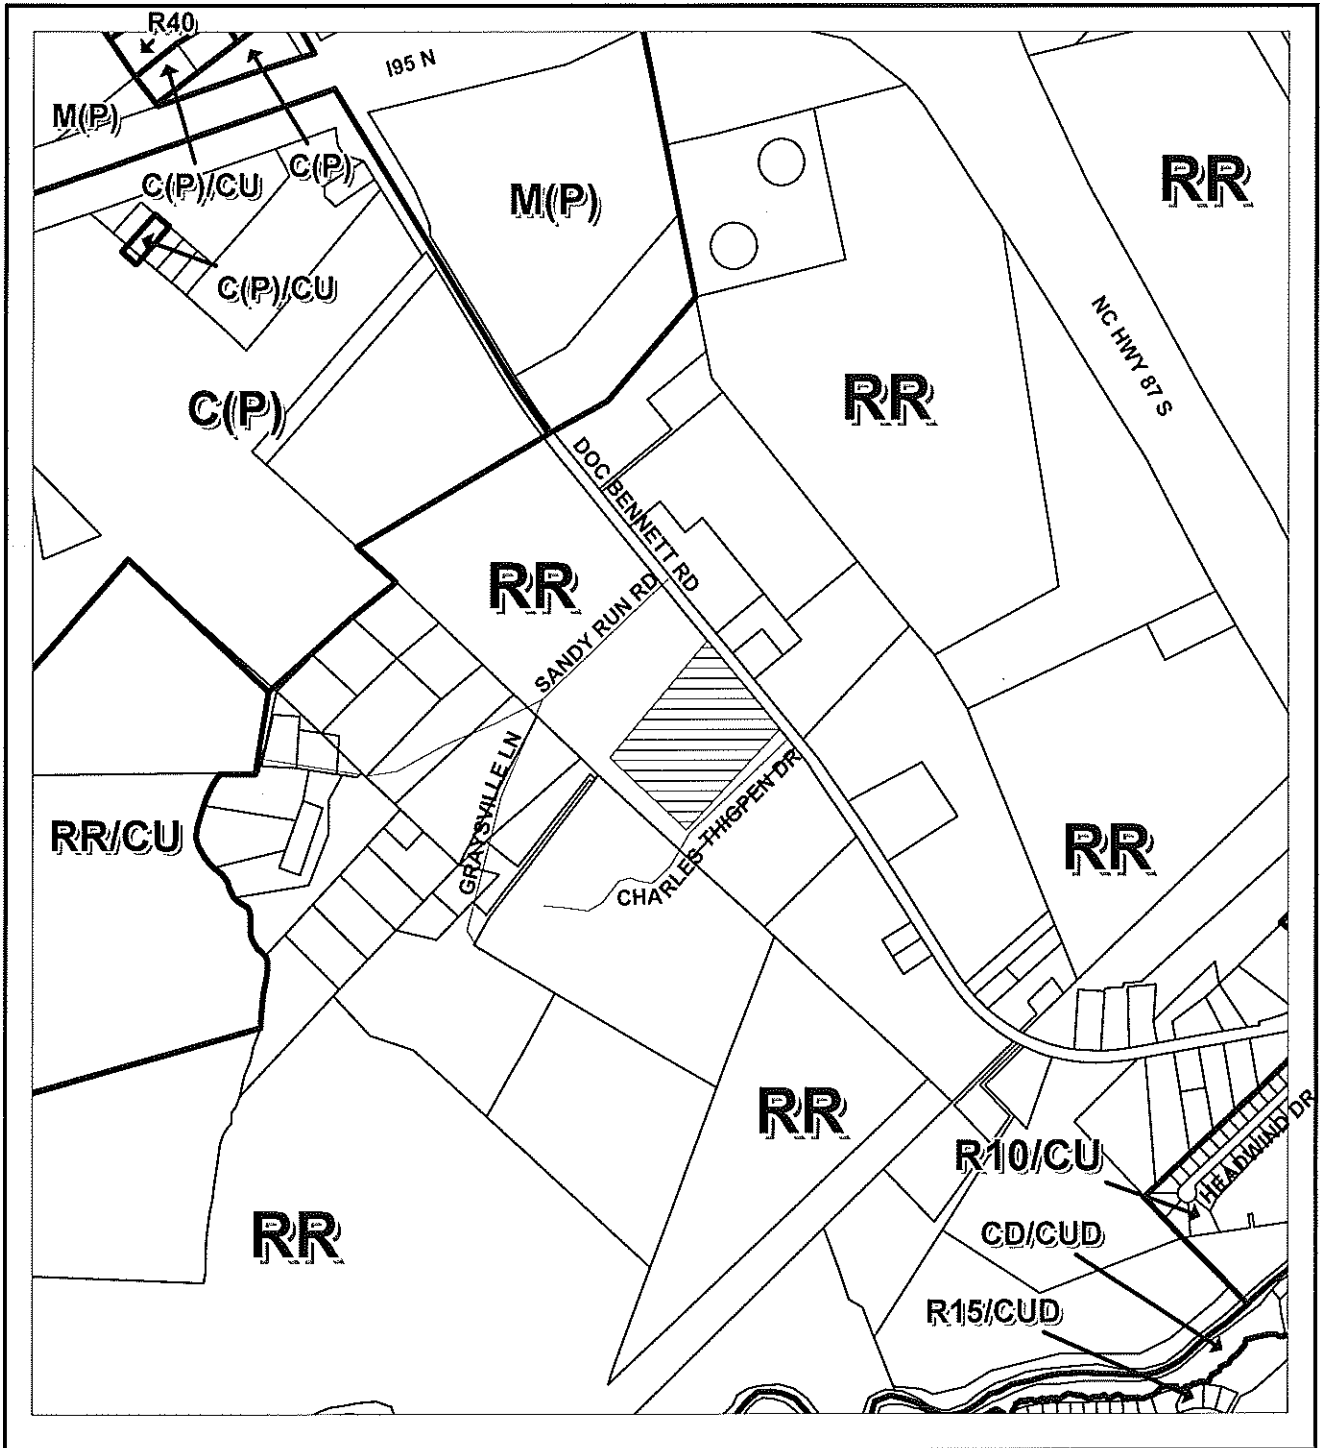 R40
I95 N
M(P)
C(P)/CU
C(P)
M(P)
RR
C(P)/CU
NC HWY 87 S
RR
C(P)
DOC BENNETT RD
RR
SANDY RUN RD
GRAYSVILLE LN
CHARLES THIGPEN DR
RR/CU
RR
RR
R10/CU
HEADWIND DR
RR
CD/CUD
R15/CUD